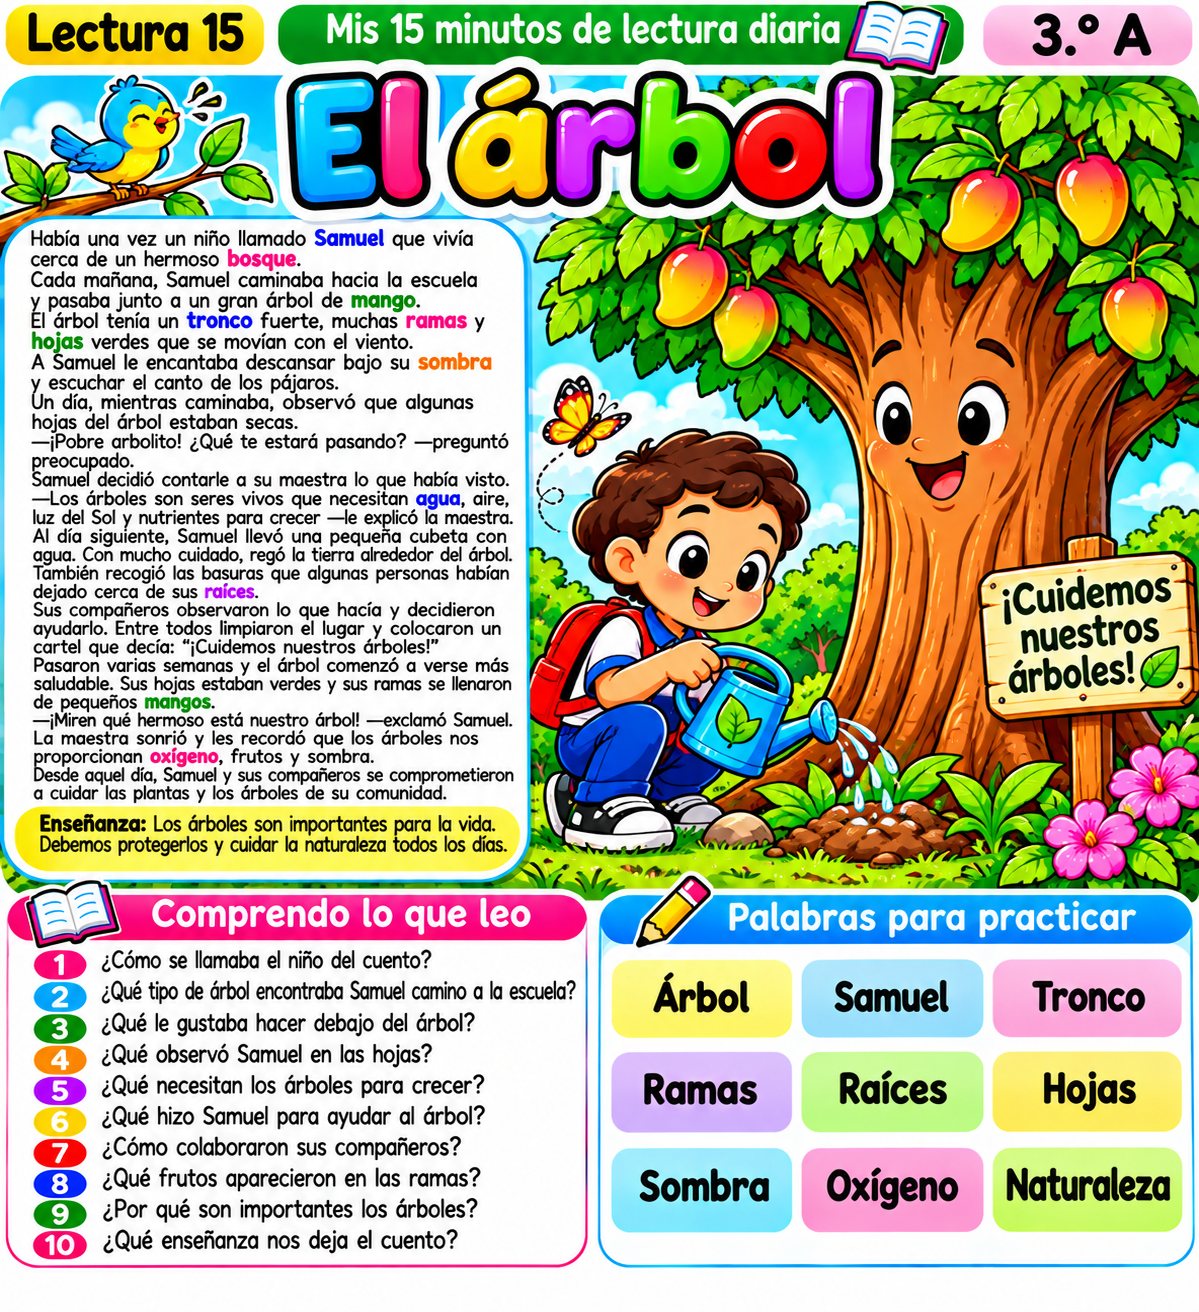 Lectura 15
Mis 15 minutos de lectura diaria
3.° A
El árbol
Había una vez un niño llamado Samuel que vivía
cerca de un hermoso bosque.
Cada mañana, Samuel caminaba hacia la escuela
y pasaba junto a un gran árbol de mango.
El árbol tenía un tronco fuerte, muchas ramas y
hojas verdes que se movían con el viento.
A Samuel le encantaba descansar bajo su sombra
y escuchar el canto de los pájaros.
Un día, mientras caminaba, observó que algunas
hojas del árbol estaban secas.
—¡Pobre arbolito! ¿Qué te estará pasando? —preguntó
preocupado.
Samuel decidió contarle a su maestra lo que había visto.
—Los árboles son seres vivos que necesitan agua, aire,
luz del Sol y nutrientes para crecer —le explicó la maestra.
Al día siguiente, Samuel llevó una pequeña cubeta con
agua. Con mucho cuidado, regó la tierra alrededor del árbol.
También recogió las basuras que algunas personas habían
dejado cerca de sus raíces.
Sus compañeros observaron lo que hacía y decidieron
ayudarlo. Entre todos limpiaron el lugar y colocaron un
cartel que decía: “¡Cuidemos nuestros árboles!”
Pasaron varias semanas y el árbol comenzó a verse más
saludable. Sus hojas estaban verdes y sus ramas se llenaron
de pequeños mangos.
—¡Miren qué hermoso está nuestro árbol! —exclamó Samuel.
La maestra sonrió y les recordó que los árboles nos
proporcionan oxígeno, frutos y sombra.
Desde aquel día, Samuel y sus compañeros se comprometieron
a cuidar las plantas y los árboles de su comunidad.
Enseñanza: Los árboles son importantes para la vida.
Debemos protegerlos y cuidar la naturaleza todos los días.
¡Cuidemos
nuestros
árboles!
Comprendo lo que leo
1 ¿Cómo se llamaba el niño del cuento?
2 ¿Qué tipo de árbol encontraba Samuel camino a la escuela?
3 ¿Qué le gustaba hacer debajo del árbol?
4 ¿Qué observó Samuel en las hojas?
5 ¿Qué necesitan los árboles para crecer?
6 ¿Qué hizo Samuel para ayudar al árbol?
7 ¿Cómo colaboraron sus compañeros?
8 ¿Qué frutos aparecieron en las ramas?
9 ¿Por qué son importantes los árboles?
10 ¿Qué enseñanza nos deja el cuento?
Palabras para practicar
Árbol Samuel Tronco
Ramas Raíces Hojas
Sombra Oxígeno Naturaleza